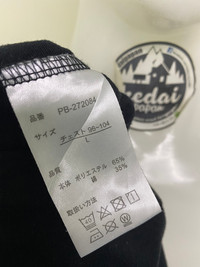 品番 PB-272084
サイズ チェスト 96-104
L
品質 本体 ポリエステル 65%
綿 35%
取扱い方法
40